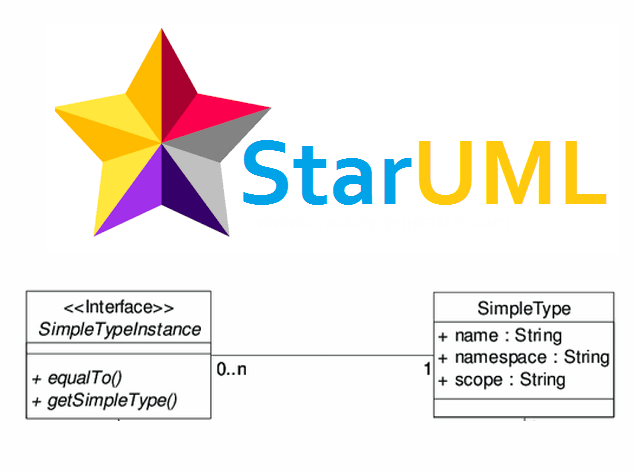 StarUML
<<Interface>>
SimpleTypeInstance
+ equalTo()
+ getSimpleType()
0..n
1
SimpleType
+ name : String
+ namespace : String
+ scope : String